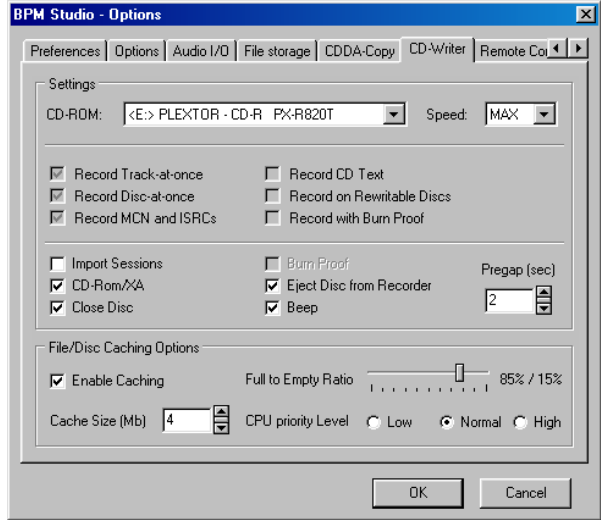 BPM Studio - Options
Preferences Options Audio I/O File storage CDDA-Copy CD-Writer Remote Co
Settings
CD-ROM: <E:> PLEXTOR - CD-R PX-R820T Speed: MAX
Record Track-at-once Record CD Text
Record Disc-at-once Record on Rewritable Discs
Record MCN and ISRCs Record with Burn Proof
Import Sessions Burn Proof Pregap (sec)
CD-Rom/XA Eject Disc from Recorder 2
Close Disc Beep
File/Disc Caching Options
Enable Caching Full to Empty Ratio 85% / 15%
Cache Size (Mb) 4 CPU priority Level Low Normal High
OK Cancel